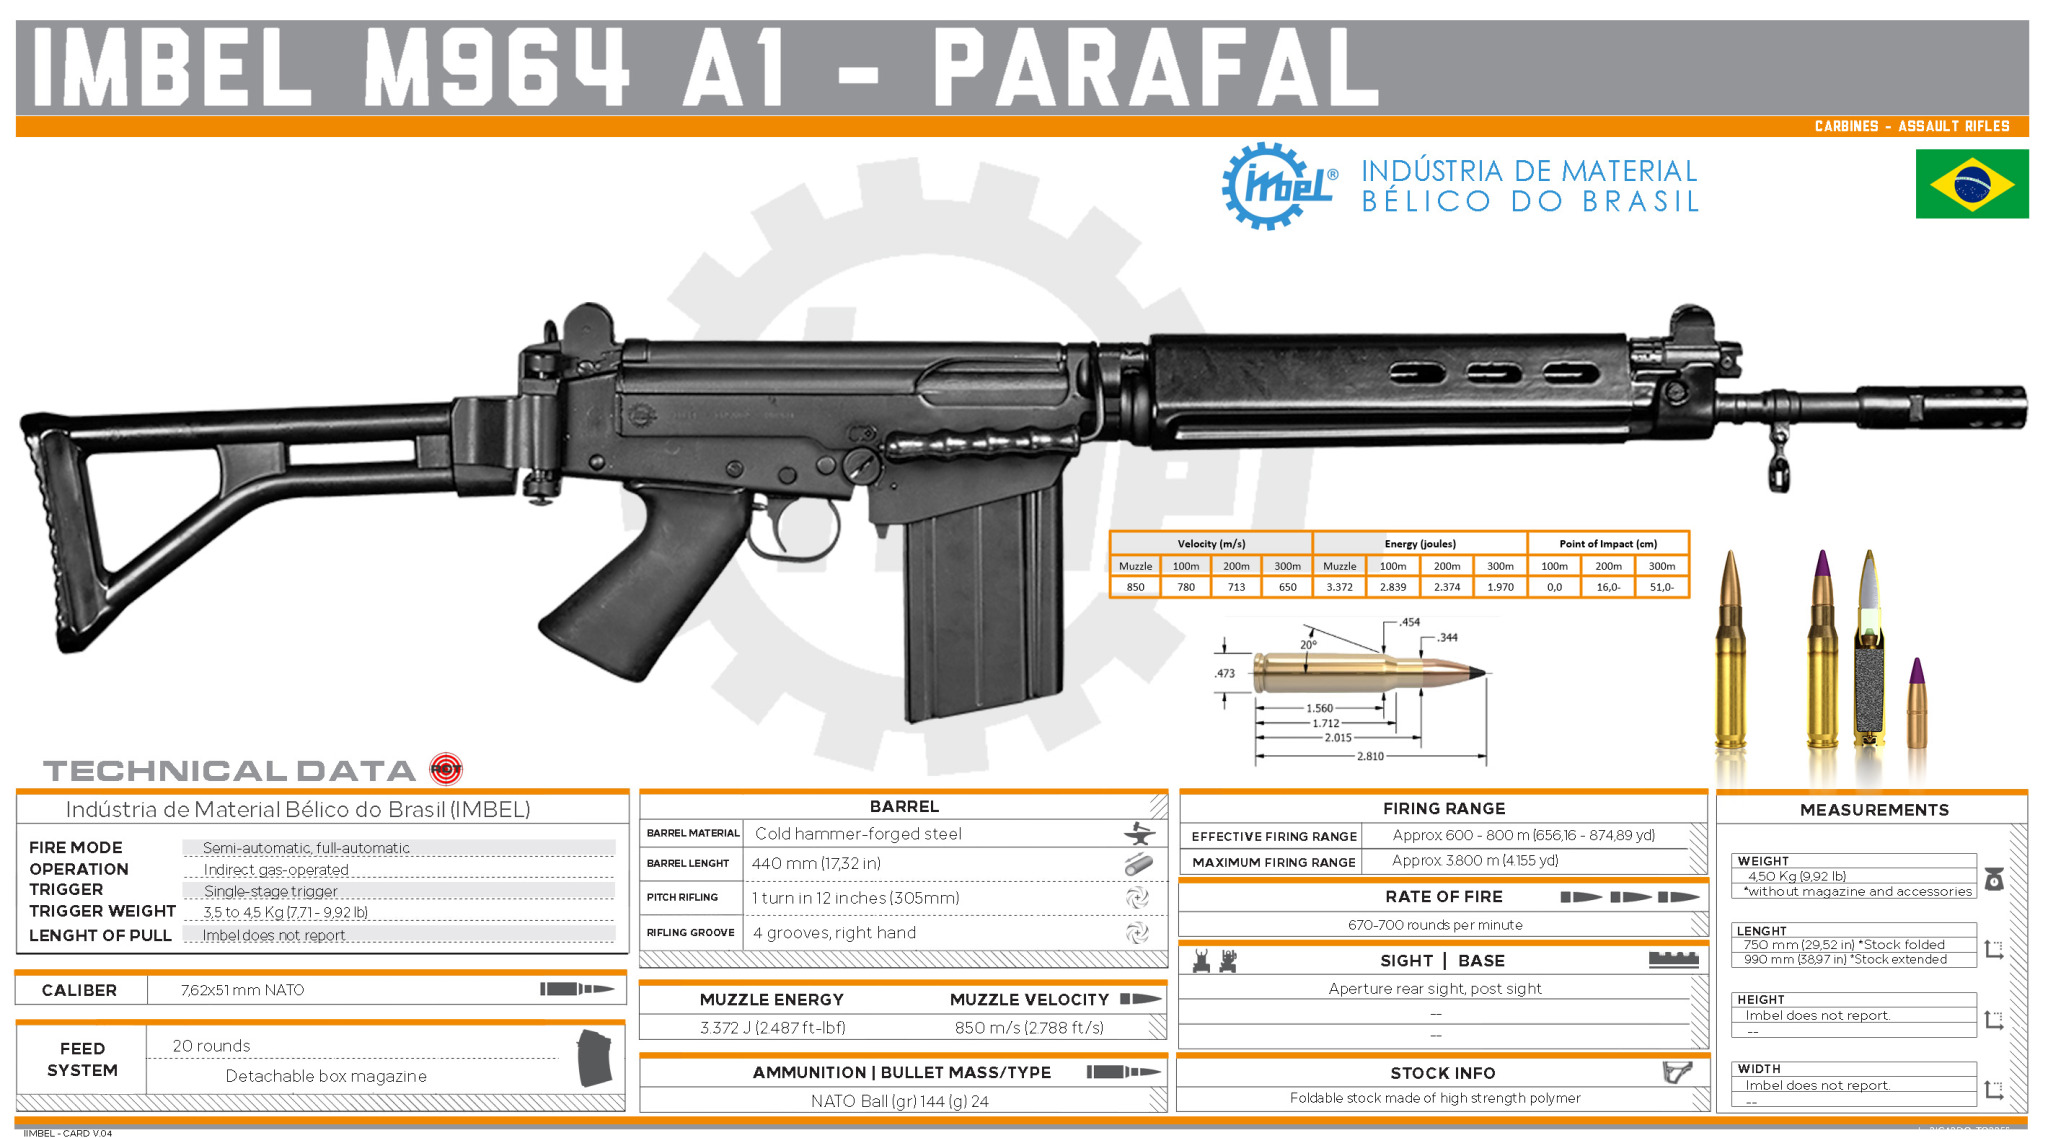 IMBEL M964 A1 - PARAFAL
CARBINES - ASSAULT RIFLES
imbel®
INDÚSTRIA DE MATERIAL
BÉLICO DO BRASIL
Velocity (m/s) Energy (joules) Point of Impact (cm)
Muzzle 100m 200m 300m Muzzle 100m 200m 300m 100m 200m 300m
850 780 713 650 3.372 2.839 2.374 1.970 0,0 16,0- 51,0-
.454
20°
.344
.473
1.560
1.712
2.015
2.810
TECHNICAL DATA
Indústria de Material Bélico do Brasil (IMBEL)
FIRE MODE Semi-automatic, full-automatic
OPERATION Indirect gas-operated
TRIGGER Single-stage trigger
TRIGGER WEIGHT 3,5 to 4,5 Kg (7,71 - 9,92 lb)
LENGHT OF PULL Imbel does not report
CALIBER 7,62x51 mm NATO
FEED SYSTEM
20 rounds
Detachable box magazine
BARREL
BARREL MATERIAL Cold hammer-forged steel
BARREL LENGHT 440 mm (17,32 in)
PITCH RIFLING 1 turn in 12 inches (305mm)
RIFLING GROOVE 4 grooves, right hand
MUZZLE ENERGY MUZZLE VELOCITY
3.372 J (2.487 ft-lbf) 850 m/s (2.788 ft/s)
AMMUNITION | BULLET MASS/TYPE
NATO Ball (gr) 144 (g) 24
FIRING RANGE
EFFECTIVE FIRING RANGE Approx 600 - 800 m (656,16 - 874,89 yd)
MAXIMUM FIRING RANGE Approx 3.800 m (4.155 yd)
RATE OF FIRE
670-700 rounds per minute
SIGHT | BASE
Aperture rear sight, post sight
--
--
STOCK INFO
Foldable stock made of high strength polymer
MEASUREMENTS
WEIGHT
4,50 Kg (9,92 lb)
*without magazine and accessories
LENGHT
750 mm (29,52 in) *Stock folded
990 mm (38,97 in) *Stock extended
HEIGHT
Imbel does not report.
--
WIDTH
Imbel does not report.
--
IIMBEL - CARD V.04